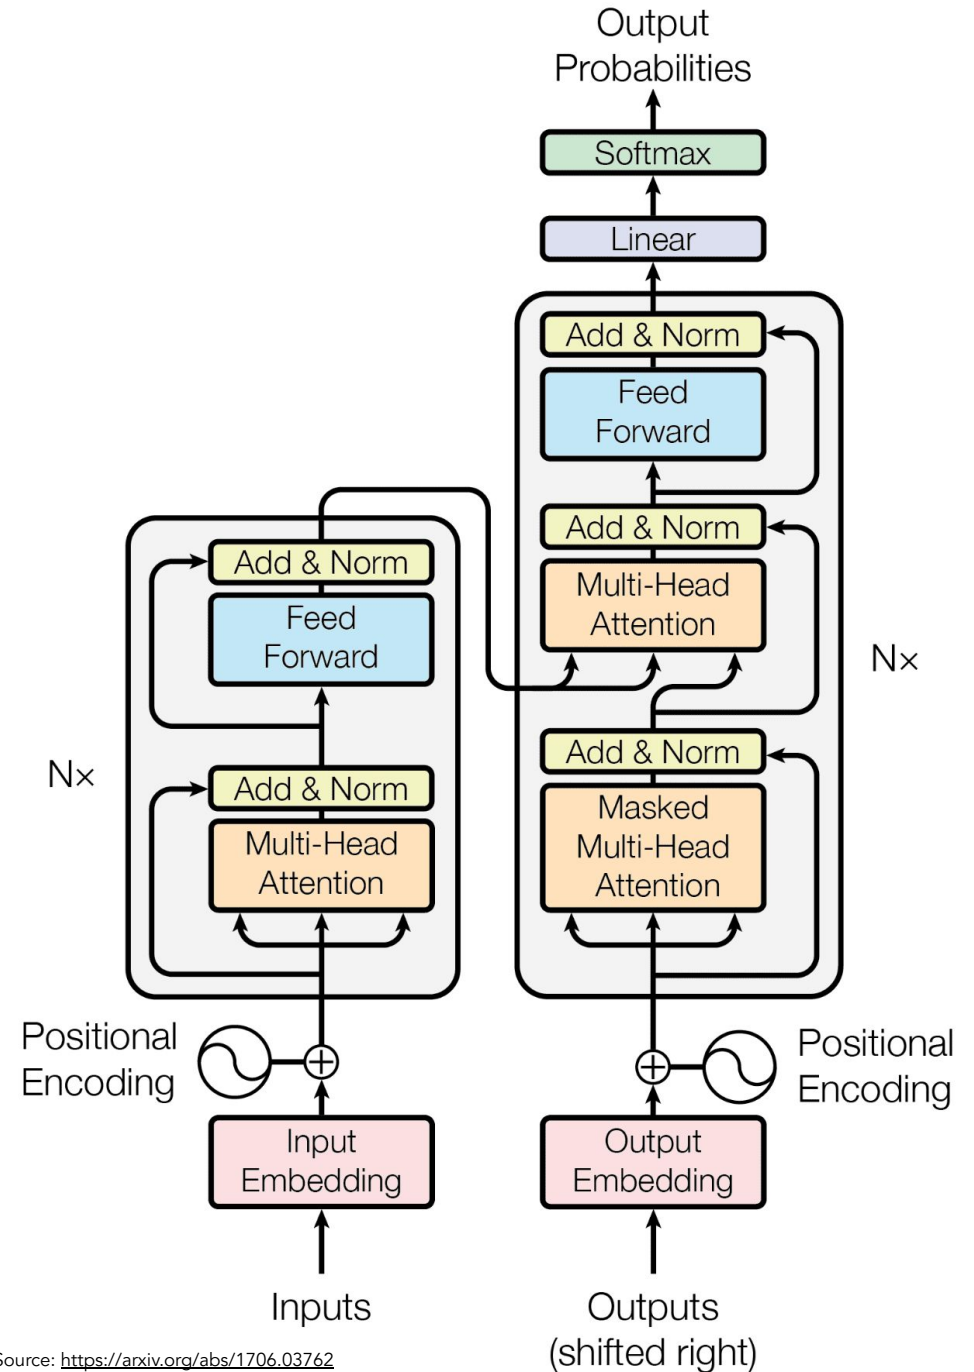 Output
Probabilities
Softmax
Linear
Add & Norm
Feed
Forward
Add & Norm
Multi-Head
Attention
Nx
Add & Norm
Masked
Multi-Head
Attention
Add & Norm
Feed
Forward
Nx
Add & Norm
Multi-Head
Attention
Positional
Encoding
Positional
Encoding
Input
Embedding
Output
Embedding
Inputs
Outputs
(shifted right)
Source: https://arxiv.org/abs/1706.03762